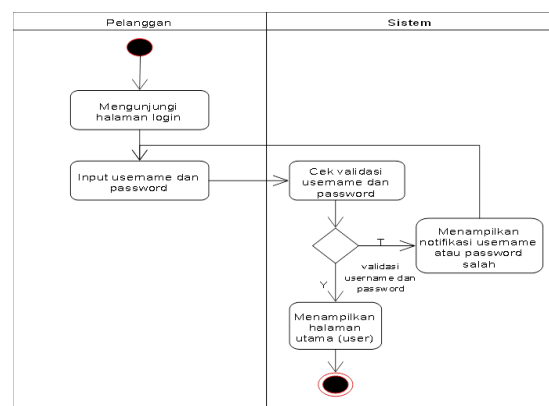 Pelanggan
Sistem
Mengunjungi
halaman login
Input username dan
password
Cek validasi
username dan
password
T
Menampilkan
notifikasi username
atau password
salah
validasi
username dan
password
Y
Menampilkan
halaman
utama (user)